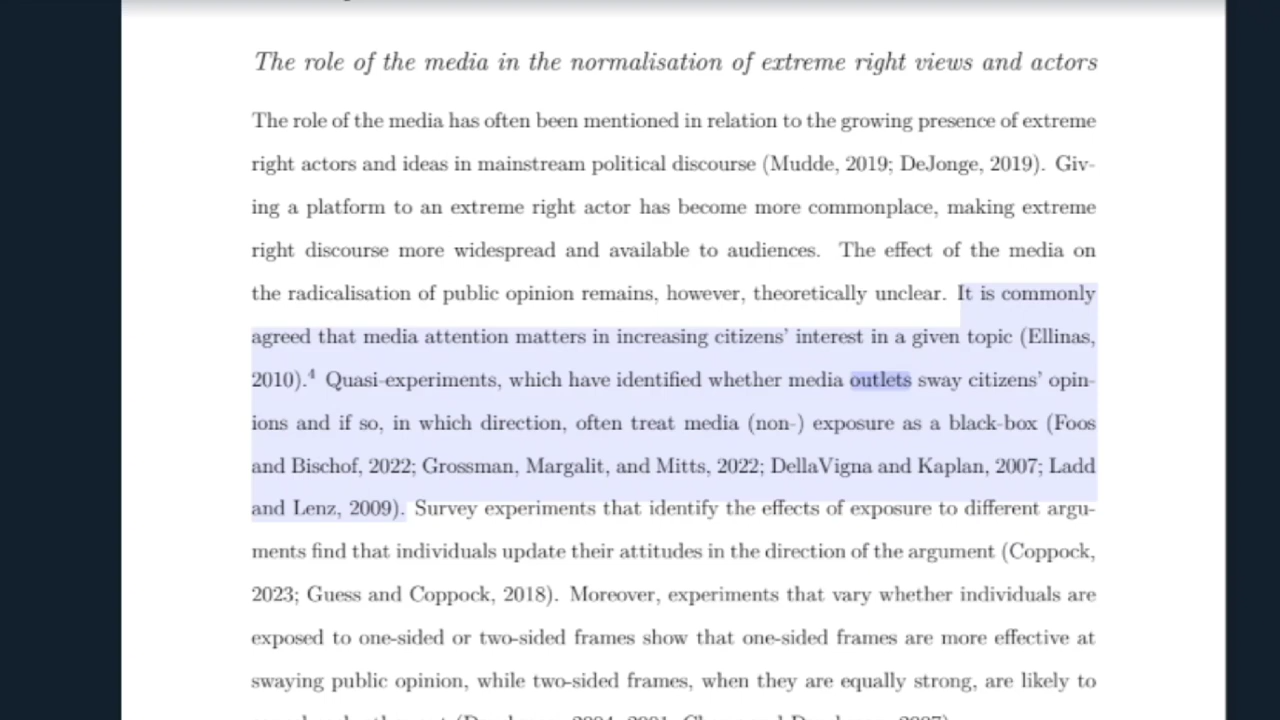 The role of the media in the normalisation of extreme right views and actors
The role of the media has often been mentioned in relation to the growing presence of extreme
right actors and ideas in mainstream political discourse (Mudde, 2019; DeJonge, 2019). Giv-
ing a platform to an extreme right actor has become more commonplace, making extreme
right discourse more widespread and available to audiences. The effect of the media on
the radicalisation of public opinion remains, however, theoretically unclear. It is commonly
agreed that media attention matters in increasing citizens’ interest in a given topic (Ellinas,
2010).⁴ Quasi-experiments, which have identified whether media outlets sway citizens’ opin-
ions and if so, in which direction, often treat media (non-) exposure as a black-box (Foos
and Bischof, 2022; Grossman, Margalit, and Mitts, 2022; DellaVigna and Kaplan, 2007; Ladd
and Lenz, 2009). Survey experiments that identify the effects of exposure to different argu-
ments find that individuals update their attitudes in the direction of the argument (Coppock,
2023; Guess and Coppock, 2018). Moreover, experiments that vary whether individuals are
exposed to one-sided or two-sided frames show that one-sided frames are more effective at
swaying public opinion, while two-sided frames, when they are equally strong, are likely to